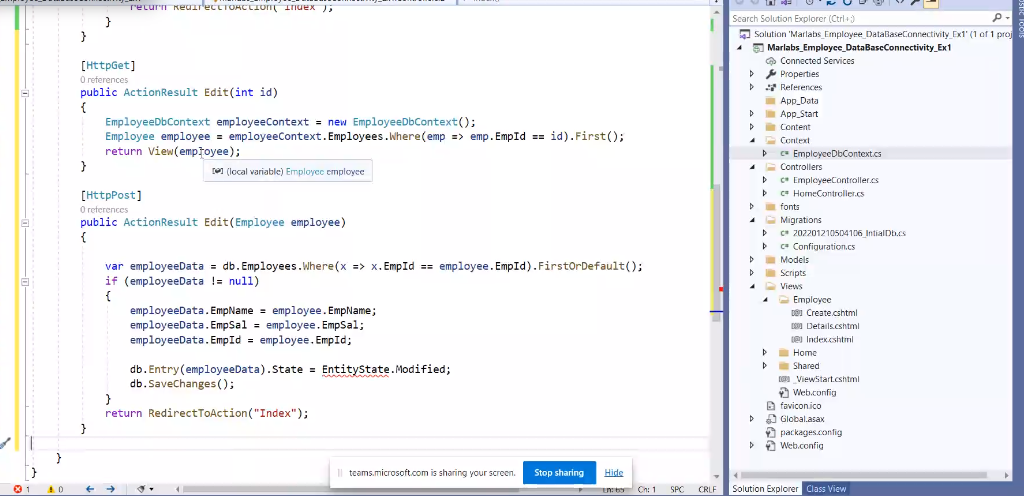 return RedirectToAction("Index");
}
}
[HttpGet]
0 references
public ActionResult Edit(int id)
{
EmployeeDbContext employeeContext = new EmployeeDbContext();
Employee employee = employeeContext.Employees.Where(emp => emp.EmpId == id).First();
return View(employee);
}
(local variable) Employee employee
[HttpPost]
0 references
public ActionResult Edit(Employee employee)
{
var employeeData = db.Employees.Where(x => x.EmpId == employee.EmpId).FirstOrDefault();
if (employeeData != null)
{
employeeData.EmpName = employee.EmpName;
employeeData.EmpSal = employee.EmpSal;
employeeData.EmpId = employee.EmpId;
db.Entry(employeeData).State = EntityState.Modified;
db.SaveChanges();
}
return RedirectToAction("Index");
}
}
}
teams.microsoft.com is sharing your screen. Stop sharing Hide
1 0 Ln: 65 Ch: 1 SPC CRLF
Search Solution Explorer (Ctrl+;)
Solution 'Marlabs_Employee_DataBaseConnectivity_Ex1' (1 of 1 proj
Marlabs_Employee_DataBaseConnectivity_Ex1
Connected Services
Properties
References
App_Data
App_Start
Content
Context
C# EmployeeDbContext.cs
Controllers
C# EmployeeController.cs
C# HomeController.cs
fonts
Migrations
C# 202201210504106_IntialDb.cs
C# Configuration.cs
Models
Scripts
Views
Employee
Create.cshtml
Details.cshtml
Index.cshtml
Home
Shared
_ViewStart.cshtml
Web.config
favicon.ico
Global.asax
packages.config
Web.config
Solution Explorer Class View